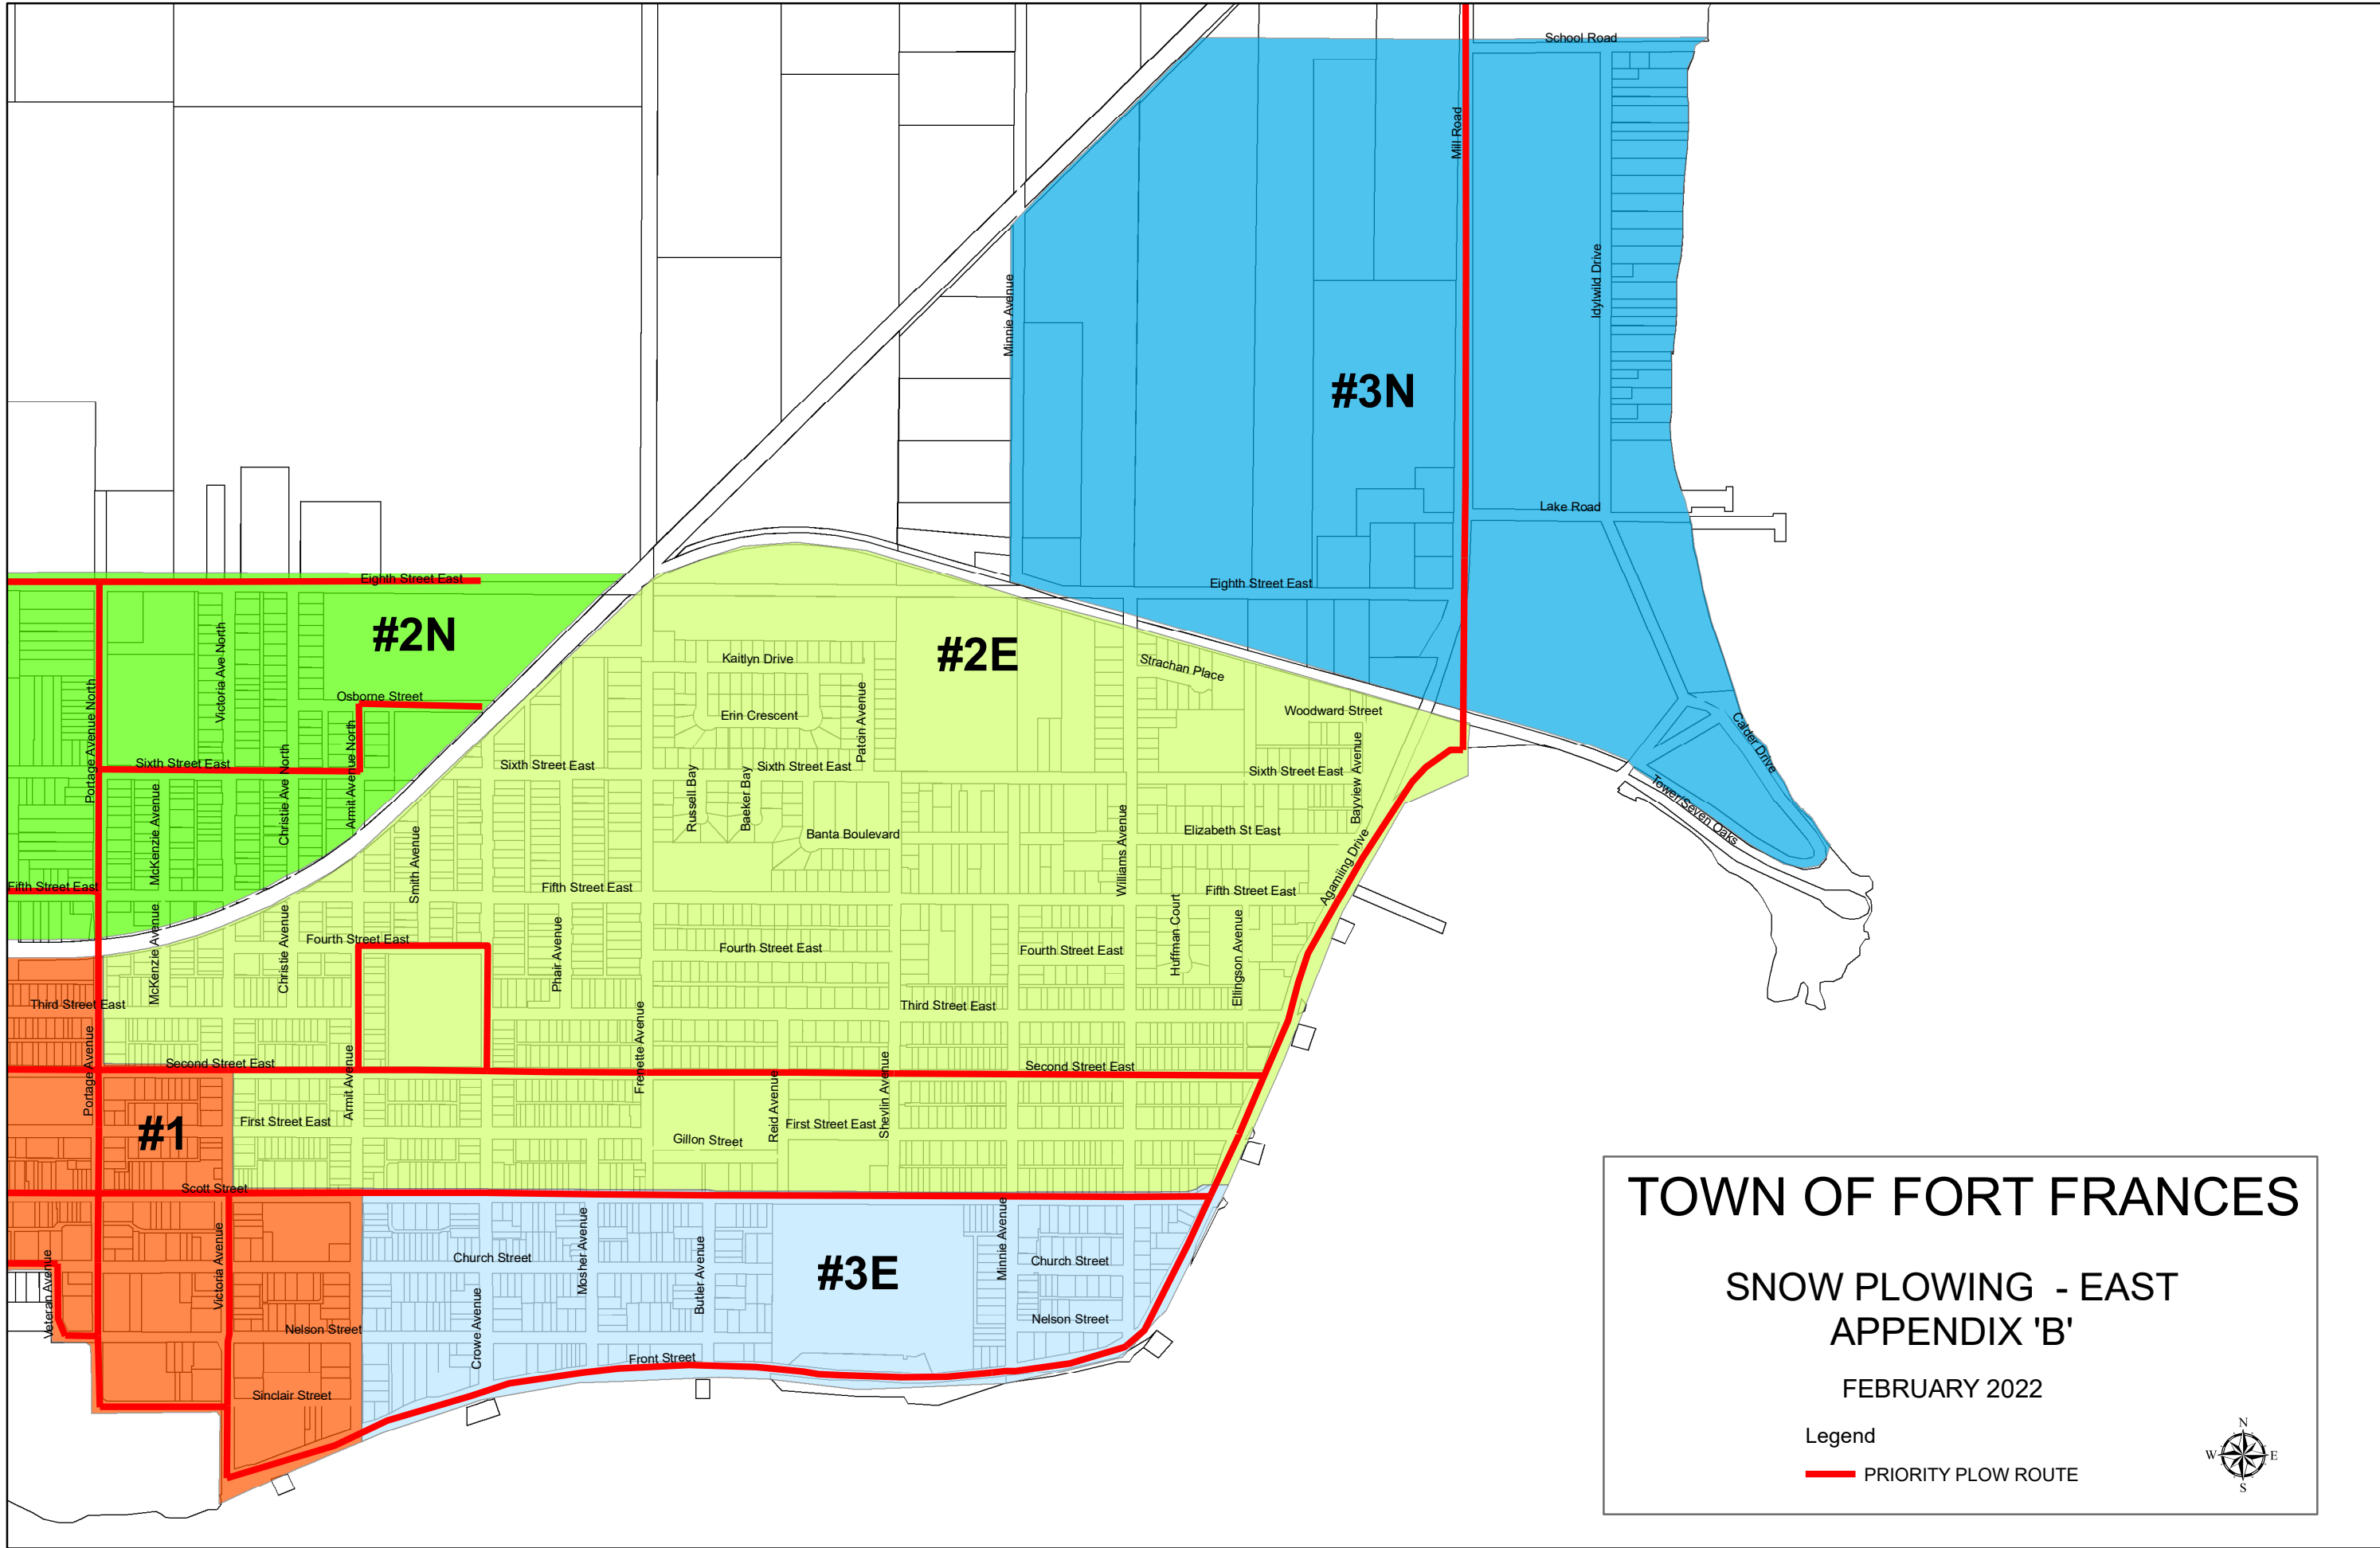 School Road
Mill Road
Idylwild Drive
Minnie Avenue
#3N
Lake Road
Eighth Street East
Eighth Street East
#2N
#2E
Victoria Ave North
Kaitlyn Drive
Strachan Place
Osborne Street
Erin Crescent
Patcin Avenue
Woodward Street
Portage Avenue North
Calder Drive
Sixth Street East
Christie Ave North
Armit Avenue North
Sixth Street East
Sixth Street East
Sixth Street East
Bayview Avenue
McKenzie Avenue
Russell Bay
Baeker Bay
Tower/Seven Oaks
Smith Avenue
Banta Boulevard
Williams Avenue
Elizabeth St East
Agamiing Drive
Fifth Street East
Fifth Street East
Fifth Street East
McKenzie Avenue
Christie Avenue
Fourth Street East
Phair Avenue
Fourth Street East
Fourth Street East
Huffman Court
Ellingson Avenue
Third Street East
Third Street East
Portage Avenue
Second Street East
Armit Avenue
Frenette Avenue
Second Street East
#1
First Street East
Gillon Street
Reid Avenue
First Street East
Shevlin Avenue
Scott Street
Veteran Avenue
Victoria Avenue
Church Street
Mosher Avenue
Butler Avenue
#3E
Minnie Avenue
Church Street
Nelson Street
Crowe Avenue
Nelson Street
Front Street
Sinclair Street
TOWN OF FORT FRANCES
SNOW PLOWING - EAST
APPENDIX 'B'
FEBRUARY 2022
Legend
PRIORITY PLOW ROUTE
N
W E
S